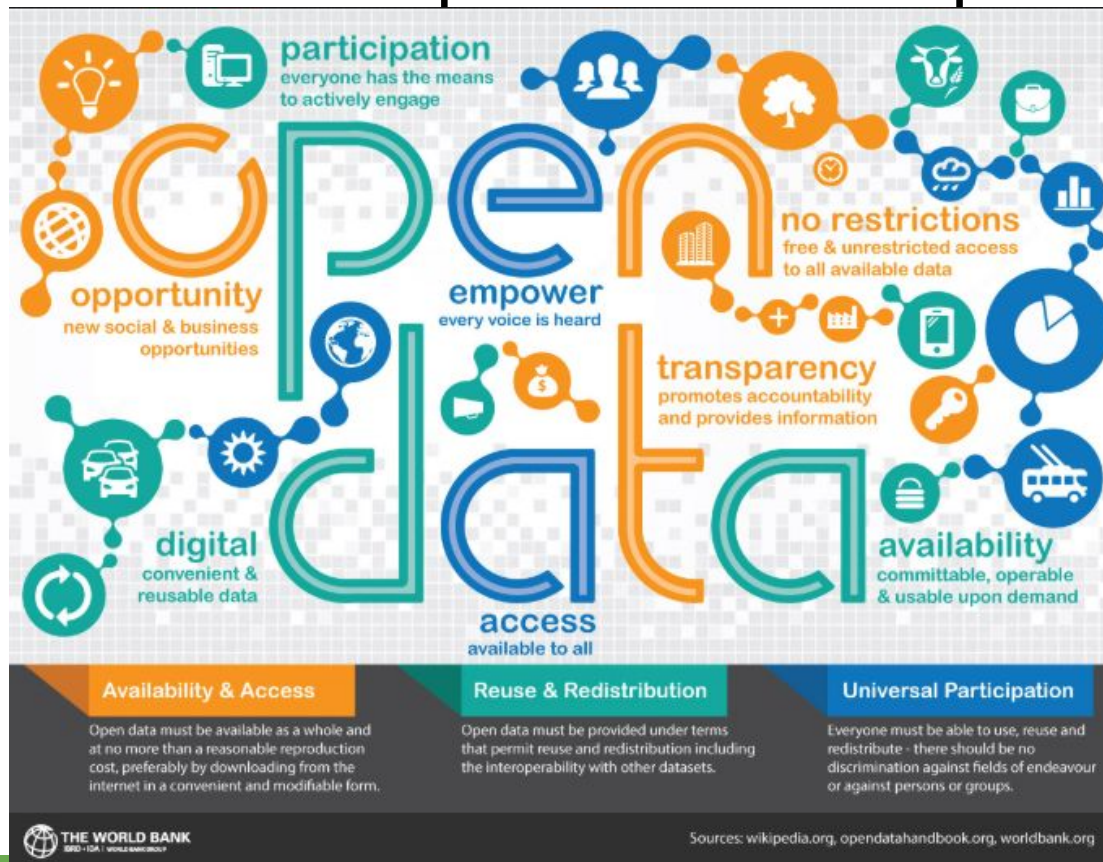 participation
everyone has the means
to actively engage
open
opportunity
new social & business
opportunities
empower
every voice is heard
no restrictions
free & unrestricted access
to all available data
transparency
promotes accountability
and provides information
$
data
digital
convenient &
reusable data
access
available to all
availability
committable, operable
& usable upon demand
Availability & Access
Open data must be available as a whole and
at no more than a reasonable reproduction
cost, preferably by downloading from the
internet in a convenient and modifiable form.
Reuse & Redistribution
Open data must be provided under terms
that permit reuse and redistribution including
the interoperability with other datasets.
Universal Participation
Everyone must be able to use, reuse and
redistribute - there should be no
discrimination against fields of endeavour
or against persons or groups.
THE WORLD BANK
IBRD • IDA | WORLD BANK GROUP
Sources: wikipedia.org, opendatahandbook.org, worldbank.org